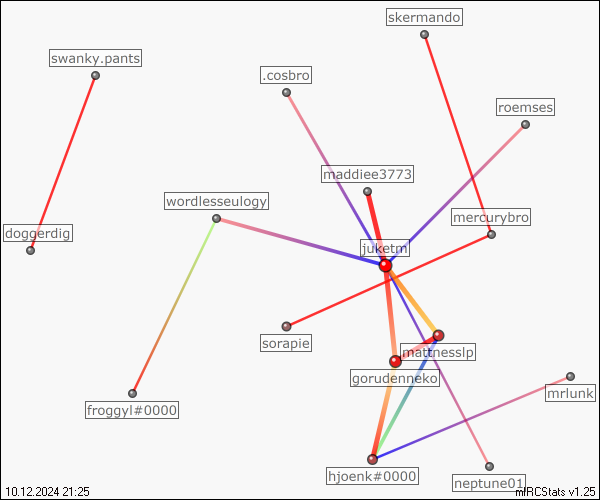 skermando
swanky.pants
.cosbro
roemses
maddiee3773
wordlesseulogy
mercurybro
doggerdig
juketm
sorapie
mattnesslp
gorudenneko
mrlunk
froggyl#0000
hjoenk#0000
neptune01
10.12.2024 21:25
mIRCStats v1.25